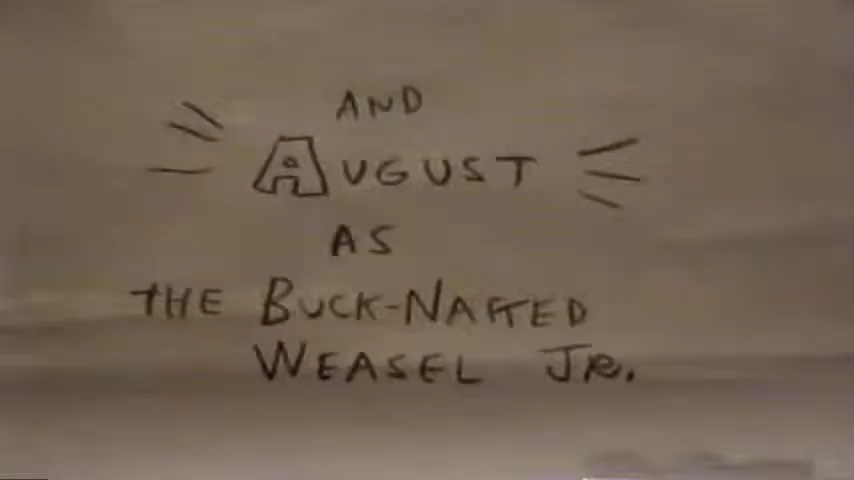 AND
AUGUST
AS
THE BUCK-NAKED
WEASEL JR.